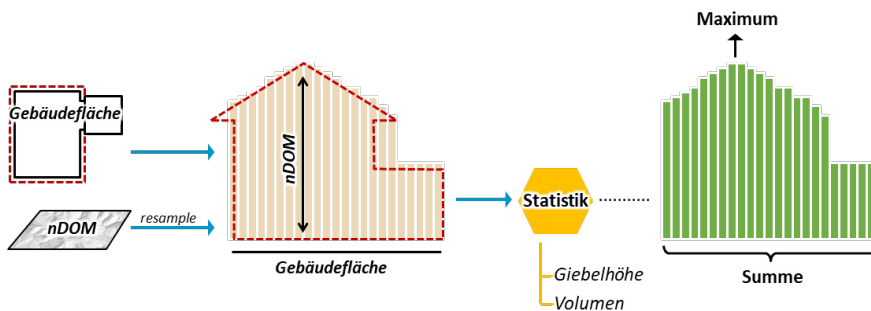 Gebäudefläche
nDOM
resample
nDOM
Gebäudefläche
Statistik
Giebelhöhe
Volumen
Maximum
Summe